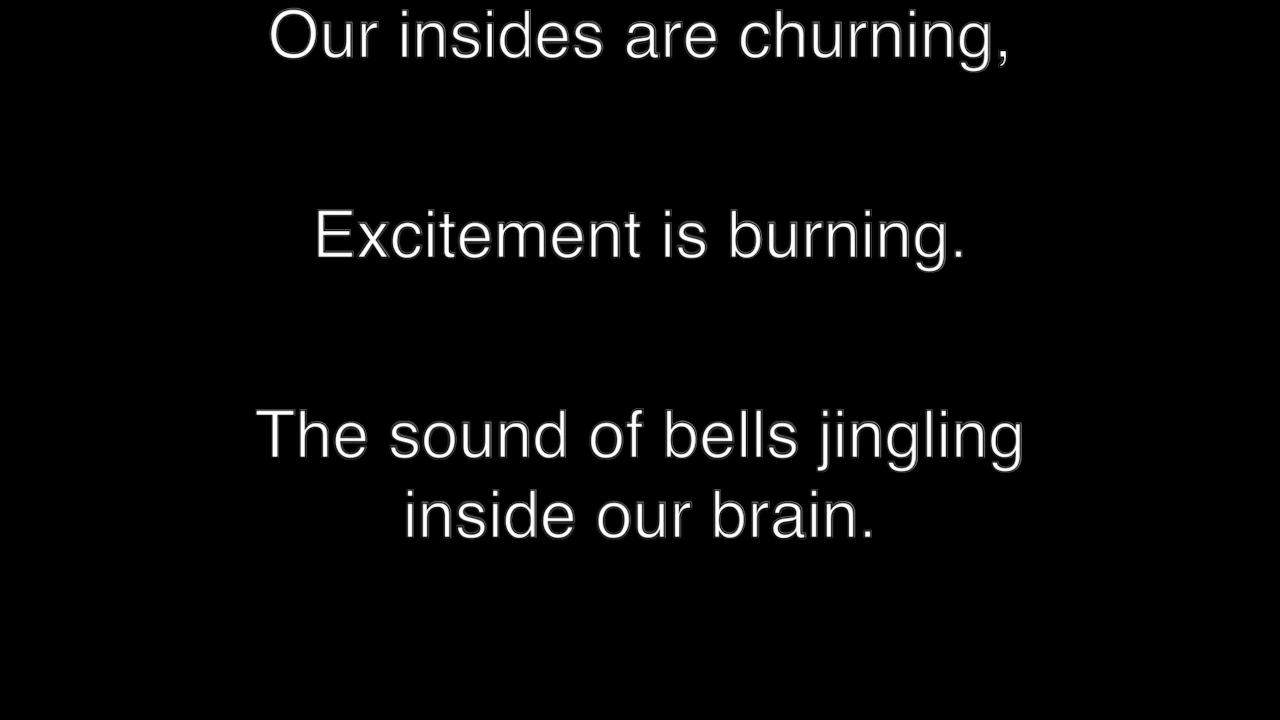 Our insides are churning,
Excitement is burning.
The sound of bells jingling
inside our brain.